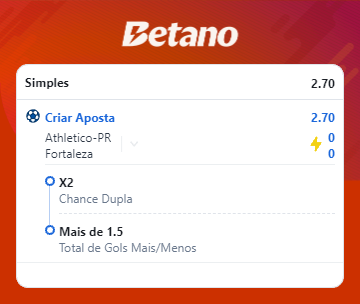 Betano
Simples 2.70
Criar Aposta 2.70
Athletico-PR 0
Fortaleza 0
X2
Chance Dupla
Mais de 1.5
Total de Gols Mais/Menos